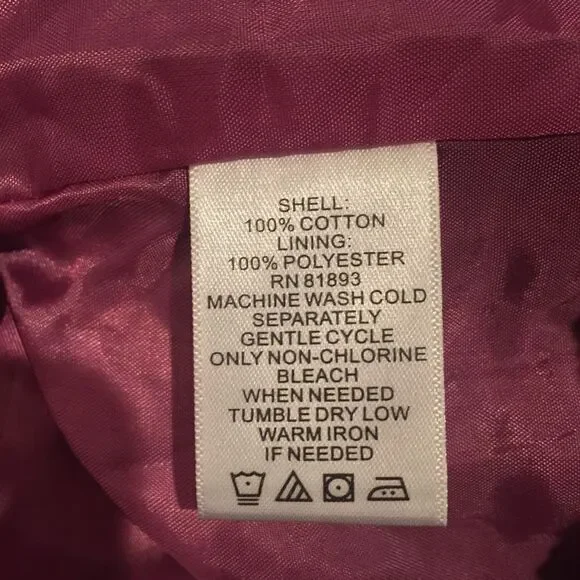 SHELL:
100% COTTON
LINING:
100% POLYESTER
RN 81893
MACHINE WASH COLD
SEPARATELY
GENTLE CYCLE
ONLY NON-CHLORINE
BLEACH
WHEN NEEDED
TUMBLE DRY LOW
WARM IRON
IF NEEDED